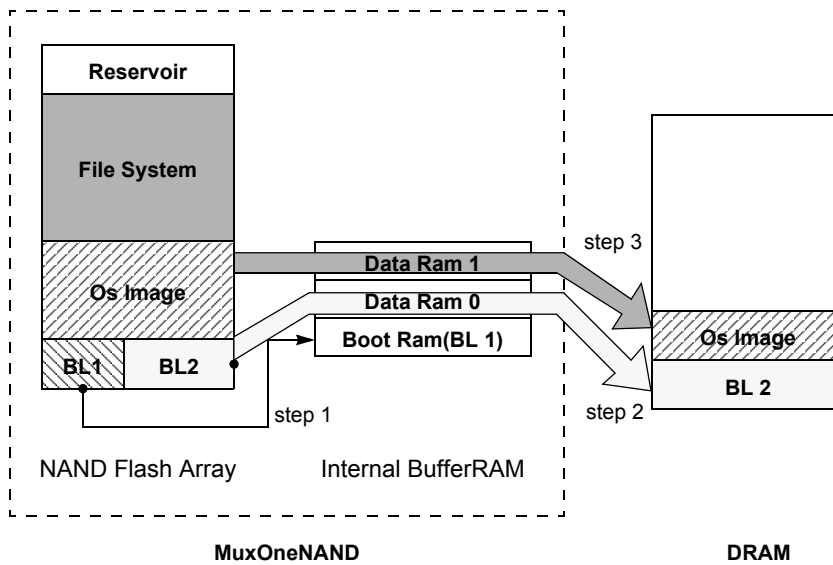 Reservoir
File System
step 3
Data Ram 1
Os Image
Data Ram 0
Boot Ram(BL 1)
Os Image
BL1
BL2
BL 2
step 1
step 2
NAND Flash Array
Internal BufferRAM
MuxOneNAND
DRAM